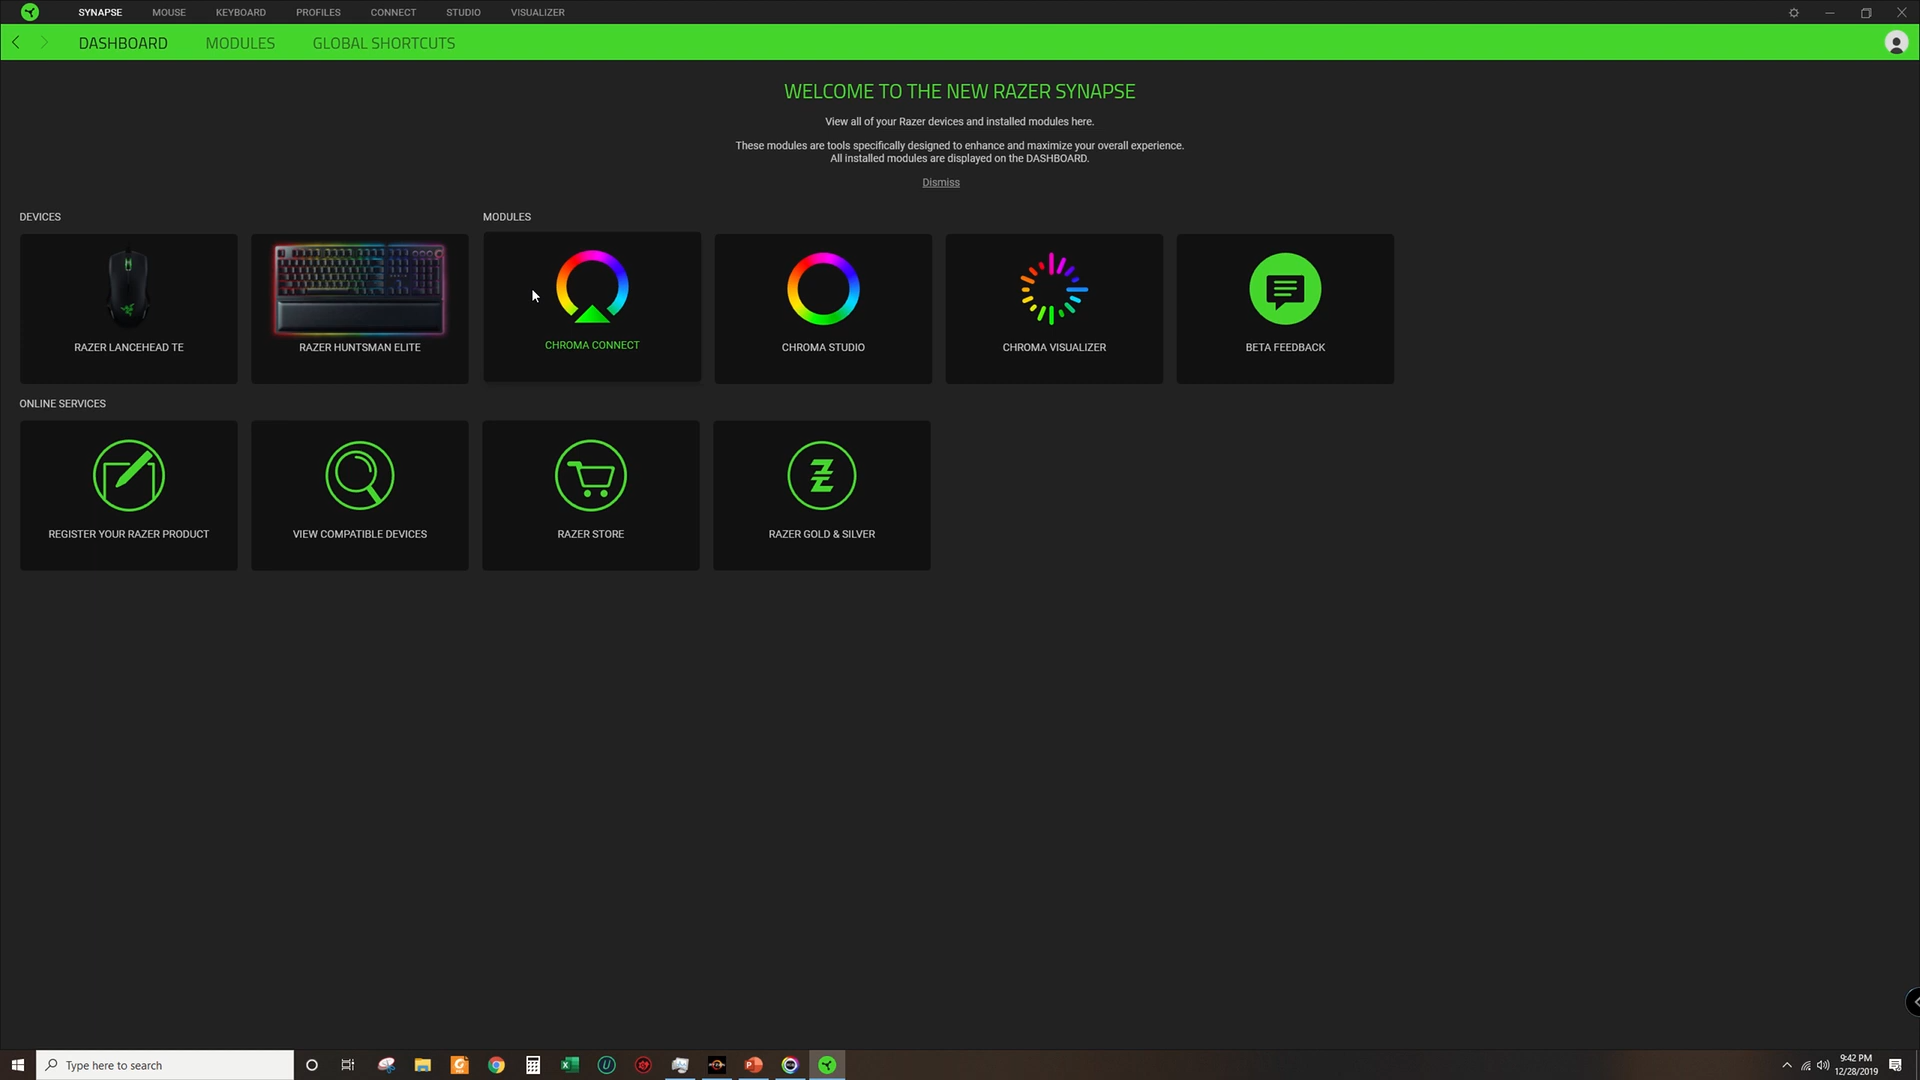 SYNAPSE MOUSE KEYBOARD PROFILES CONNECT STUDIO VISUALIZER
DASHBOARD MODULES GLOBAL SHORTCUTS
WELCOME TO THE NEW RAZER SYNAPSE
View all of your Razer devices and installed modules here.
These modules are tools specifically designed to enhance and maximize your overall experience.
All installed modules are displayed on the DASHBOARD.
Dismiss
DEVICES MODULES
RAZER LANCEHEAD TE RAZER HUNTSMAN ELITE CHROMA CONNECT CHROMA STUDIO CHROMA VISUALIZER BETA FEEDBACK
ONLINE SERVICES
REGISTER YOUR RAZER PRODUCT VIEW COMPATIBLE DEVICES RAZER STORE RAZER GOLD & SILVER
Type here to search
9:42 PM
12/28/2019